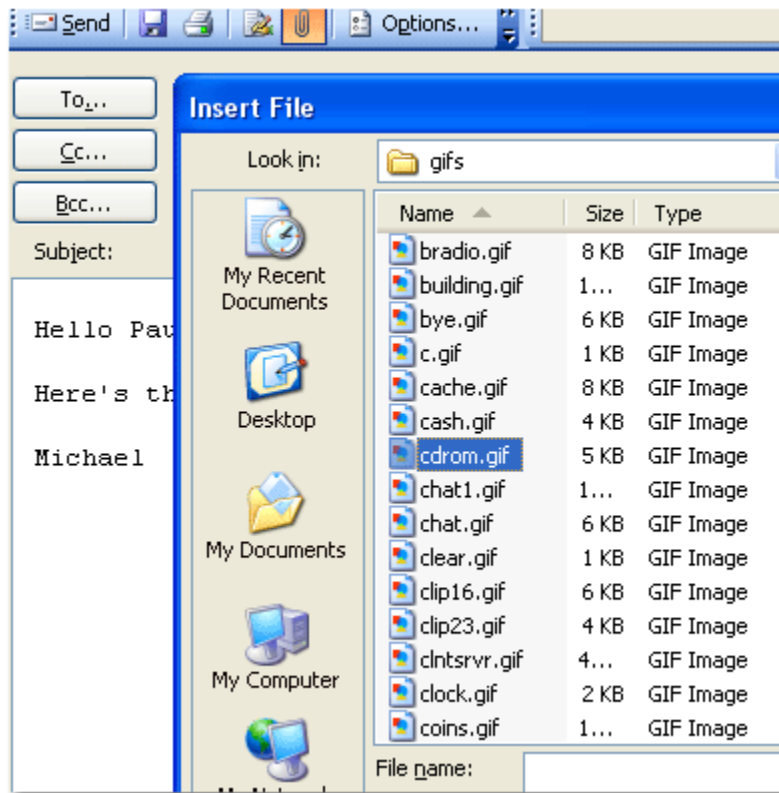 Send Options...
To...
Cc...
Bcc...
Subject:
Hello
Here's
Michael
Insert File
Look in:
gifs
My Recent
Documents
Desktop
My Documents
My Computer
Name Size Type
bradio.gif 8 KB GIF Image
building.gif 1... GIF Image
bye.gif 6 KB GIF Image
c.gif 1 KB GIF Image
cache.gif 8 KB GIF Image
cash.gif 4 KB GIF Image
cdrom.gif 5 KB GIF Image
chat1.gif 1... GIF Image
chat.gif 6 KB GIF Image
clear.gif 1 KB GIF Image
clip16.gif 6 KB GIF Image
clip23.gif 4 KB GIF Image
clntsrvr.gif 4... GIF Image
clock.gif 2 KB GIF Image
coins.gif 1... GIF Image
File name: